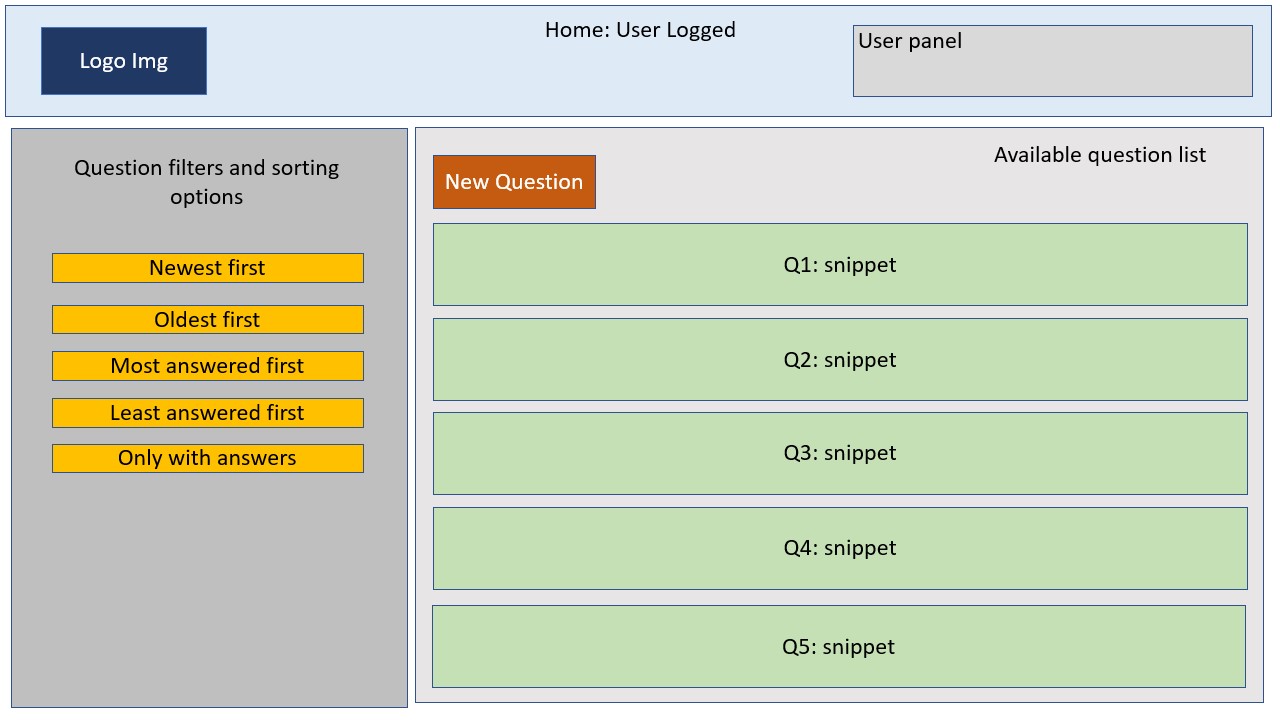 Home: User Logged
Logo Img
User panel
Question filters and sorting
options
Newest first
Oldest first
Most answered first
Least answered first
Only with answers
Available question list
New Question
Q1: snippet
Q2: snippet
Q3: snippet
Q4: snippet
Q5: snippet